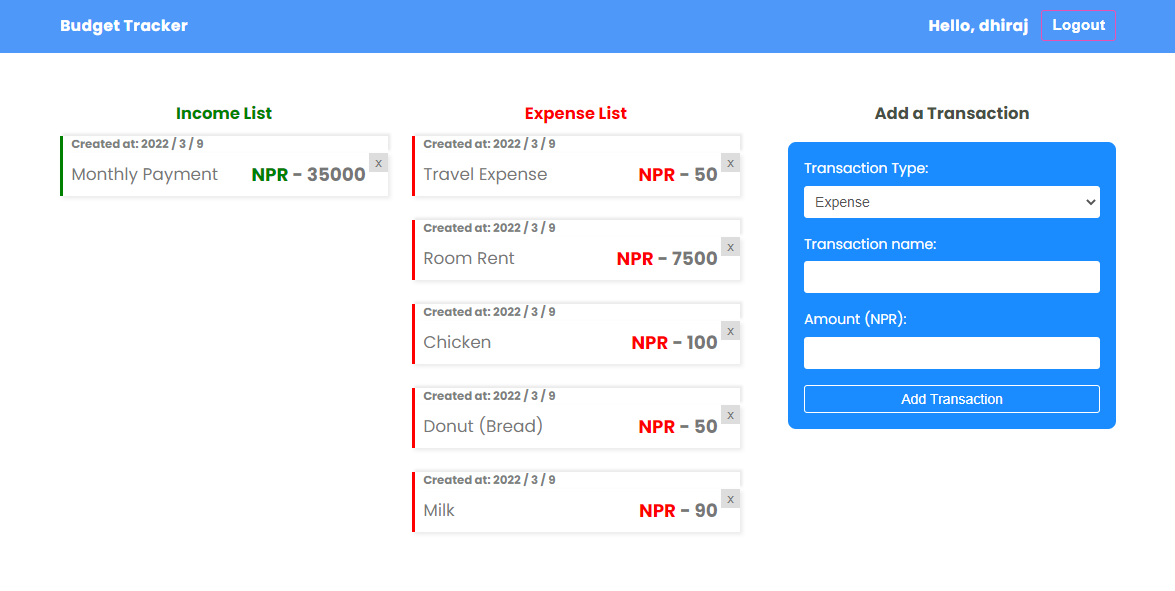 Budget Tracker
Hello, dhiraj
Logout
Income List
Created at: 2022 / 3 / 9
x
Monthly Payment
NPR - 35000
Expense List
Created at: 2022 / 3 / 9
x
Travel Expense
NPR - 50
Created at: 2022 / 3 / 9
x
Room Rent
NPR - 7500
Created at: 2022 / 3 / 9
x
Chicken
NPR - 100
Created at: 2022 / 3 / 9
x
Donut (Bread)
NPR - 50
Created at: 2022 / 3 / 9
x
Milk
NPR - 90
Add a Transaction
Transaction Type:
Expense
Transaction name:
Amount (NPR):
Add Transaction